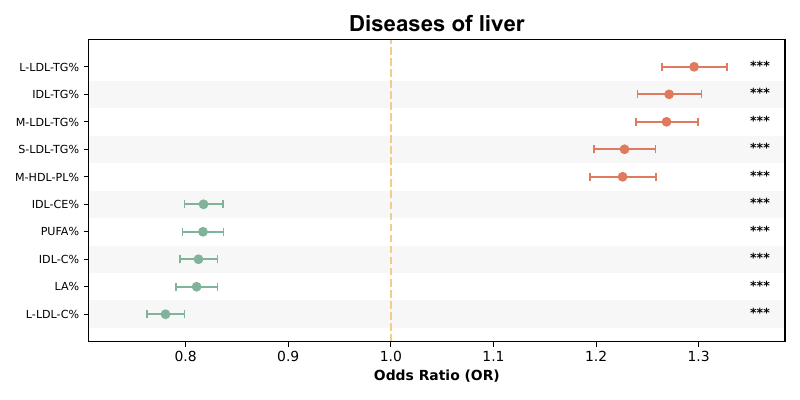 Diseases of liver
L-LDL-TG% ***
IDL-TG% ***
M-LDL-TG% ***
S-LDL-TG% ***
M-HDL-PL% ***
IDL-CE% ***
PUFA% ***
IDL-C% ***
LA% ***
L-LDL-C% ***
0.8 0.9 1.0 1.1 1.2 1.3
Odds Ratio (OR)